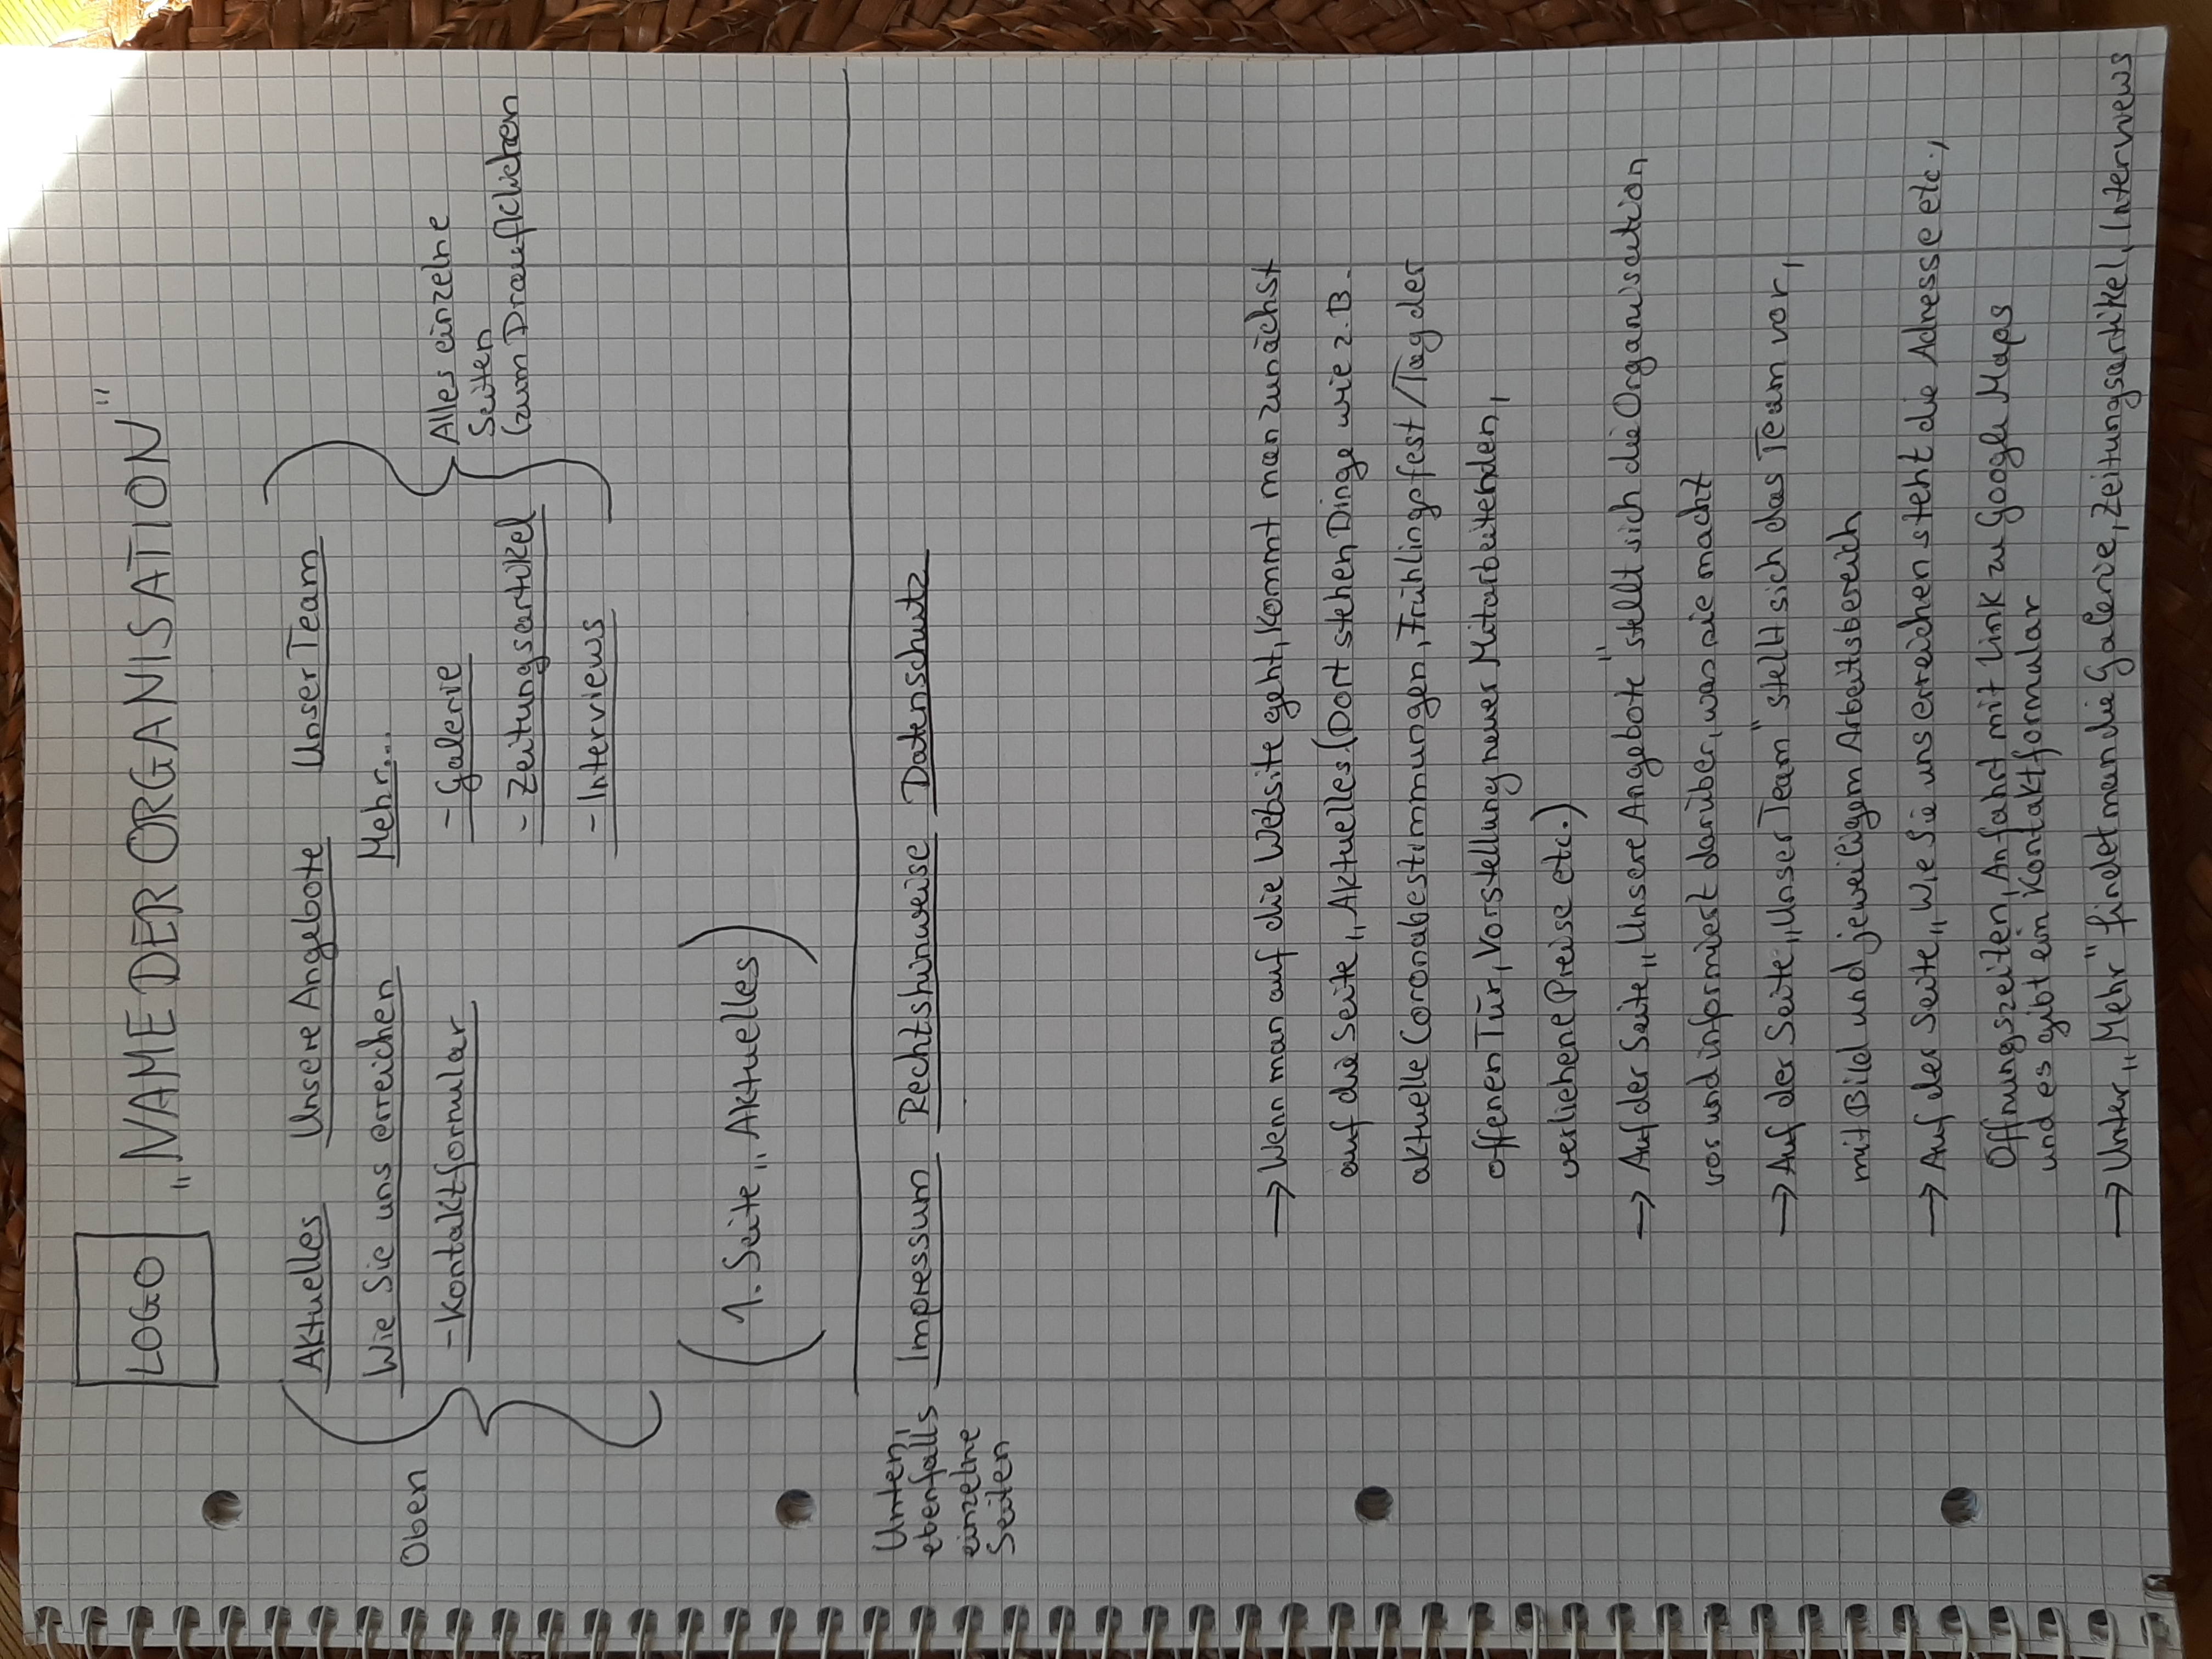 LOGO
„NAME DER ORGANISATION"
Aktuelles Unsere Angebote Unser Team
Wie Sie uns erreichen Mehr...
Oben
- Kontaktformular - Galerie
- Zeitungsartikel
- Interviews
Alles einzelne
Seiten
(zum Draufklicken
(1. Seite „Aktuelles)
Unten,
ebenfalls
einzelne
Seiten
Impressum Rechtshinweise Datenschutz
→ Wenn man auf die Website geht, kommt man zunächst
auf die Seite „Aktuelles (Dort stehen Dinge wie z.B.
aktuelle Coronabestimmungen, Frühlingsfest/Tag der
offenen Tür, Vorstellung neuer Mitarbeitenden,
verliehene Preise etc.)
→ Auf der Seite „Unsere Angebote" stellt sich die Organisation
vor und informiert darüber, was sie macht
→ Auf der Seite „Unser Team" stellt sich das Team vor,
mit Bild und jeweiligem Arbeitsbereich
→ Auf der Seite „Wie Sie uns erreichen steht die Adresse etc.,
Öffnungszeiten, Anfahrt mit Link zu Google Maps
und es gibt ein Kontaktformular
→ Unter „Mehr" findet man die Galerie, Zeitungsartikel, Interviews